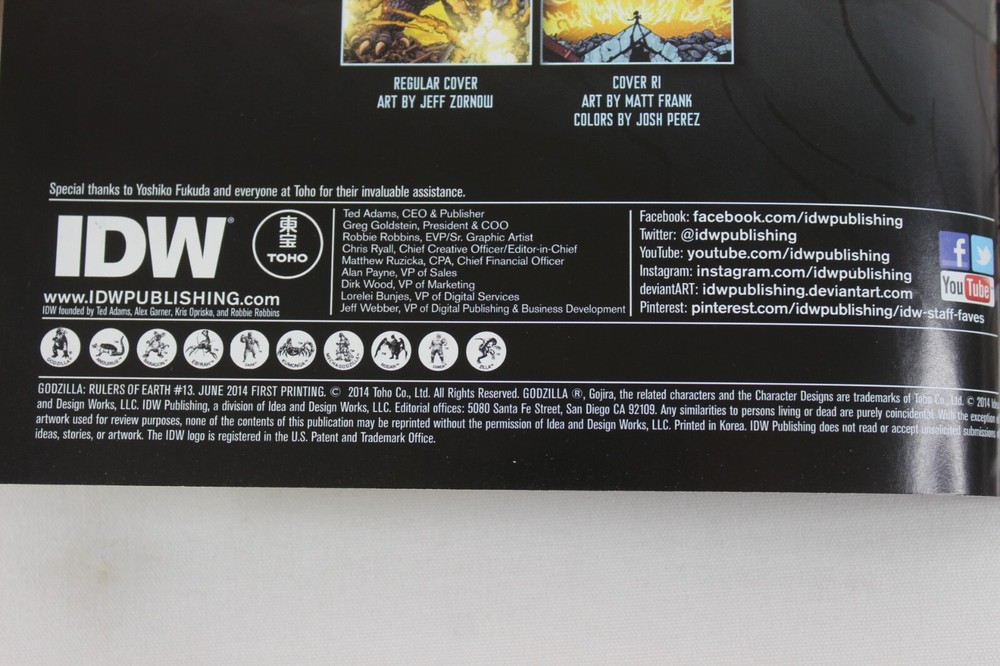 REGULAR COVER
ART BY JEFF ZORNOW
COVER RI
ART BY MATT FRANK
COLORS BY JOSH PEREZ
Special thanks to Yoshiko Fukuda and everyone at Toho for their invaluable assistance.
IDW®
www.IDWPUBLISHING.com
IDW founded by Ted Adams, Alex Garner, Kris Oprisko, and Robbie Robbins
東宝
TOHO
Ted Adams, CEO & Publisher
Greg Goldstein, President & COO
Robbie Robbins, EVP/Sr. Graphic Artist
Chris Ryall, Chief Creative Officer/Editor-in-Chief
Matthew Ruzicka, CPA, Chief Financial Officer
Alan Payne, VP of Sales
Dirk Wood, VP of Marketing
Lorelei Bunjes, VP of Digital Services
Jeff Webber, VP of Digital Publishing & Business Development
Facebook: facebook.com/idwpublishing
Twitter: @idwpublishing
YouTube: youtube.com/idwpublishing
Instagram: instagram.com/idwpublishing
deviantART: idwpublishing.deviantart.com
Pinterest: pinterest.com/idwpublishing/idw-staff-faves
f
You Tube
GODZILLA: RULERS OF EARTH #13. JUNE 2014 FIRST PRINTING. © 2014 Toho Co., Ltd. All Rights Reserved. GODZILLA ®, Gojira, the related characters and the Character Designs are trademarks of Toho Co., Ltd. © 2014
and Design Works, LLC. IDW Publishing, a division of Idea and Design Works, LLC. Editorial offices: 5080 Santa Fe Street, San Diego CA 92109. Any similarities to persons living or dead are purely coincidental. With the exception
artwork used for review purposes, none of the contents of this publication may be reprinted without the permission of Idea and Design Works, LLC. Printed in Korea. IDW Publishing does not read or accept unsolicited submissions
ideas, stories, or artwork. The IDW logo is registered in the U.S. Patent and Trademark Office.